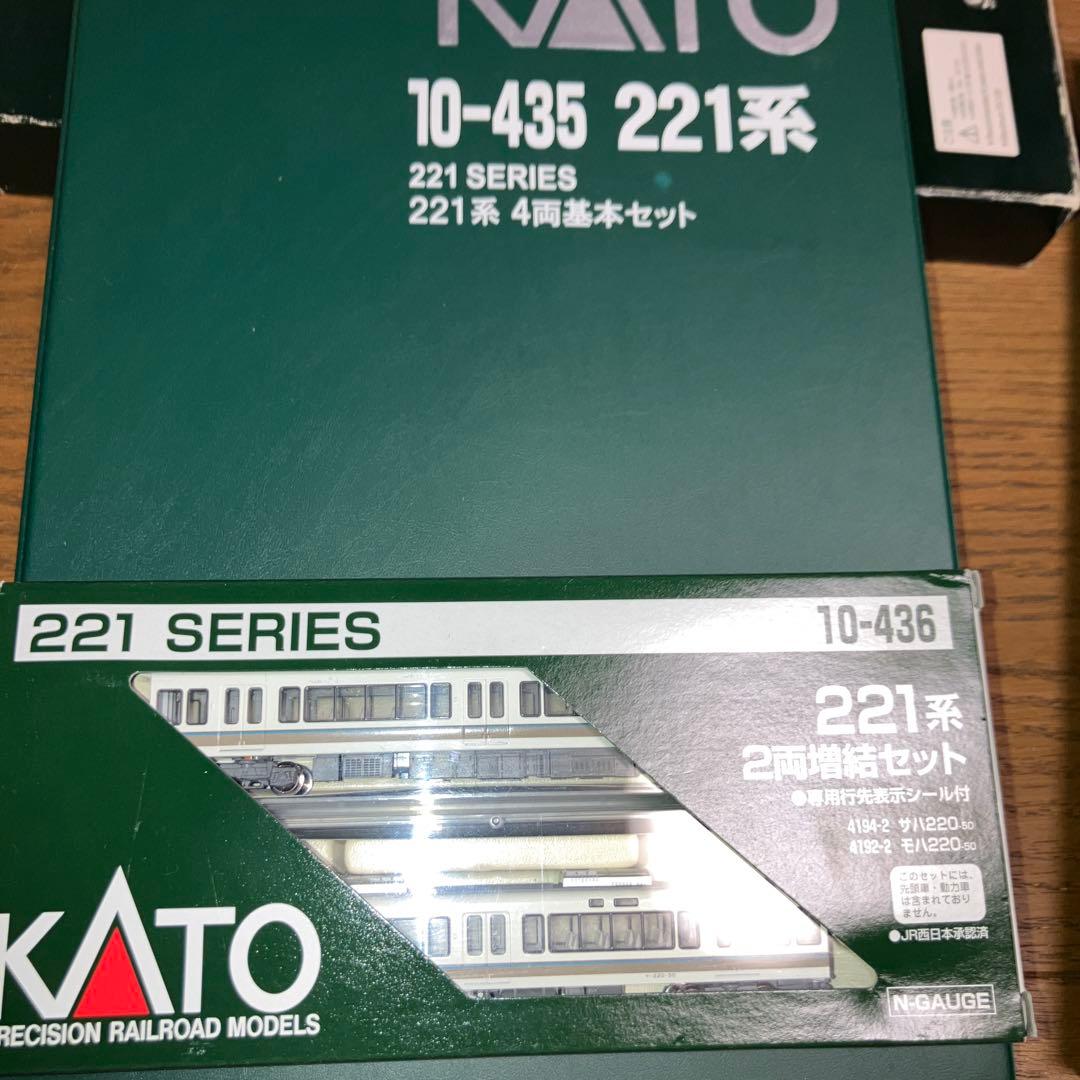 KATO
10-435 221系
221 SERIES
221系 4両基本セット
221 SERIES
10-436
221系
2両増結セット
●専用行先表示シール付
4194-2 サハ220-50
4192-2 モハ220-50
このセットには、
先頭車・動力車
は含まれており
ません。
●JR西日本承認済
KATO
PRECISION RAILROAD MODELS
N-GAUGE